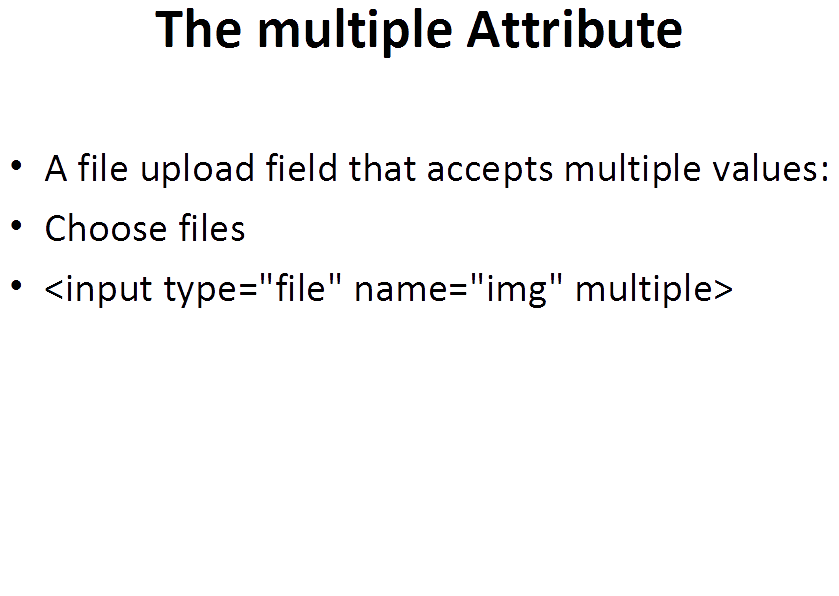 The multiple Attribute
• A file upload field that accepts multiple values:
• Choose files
• <input type="file" name="img" multiple>